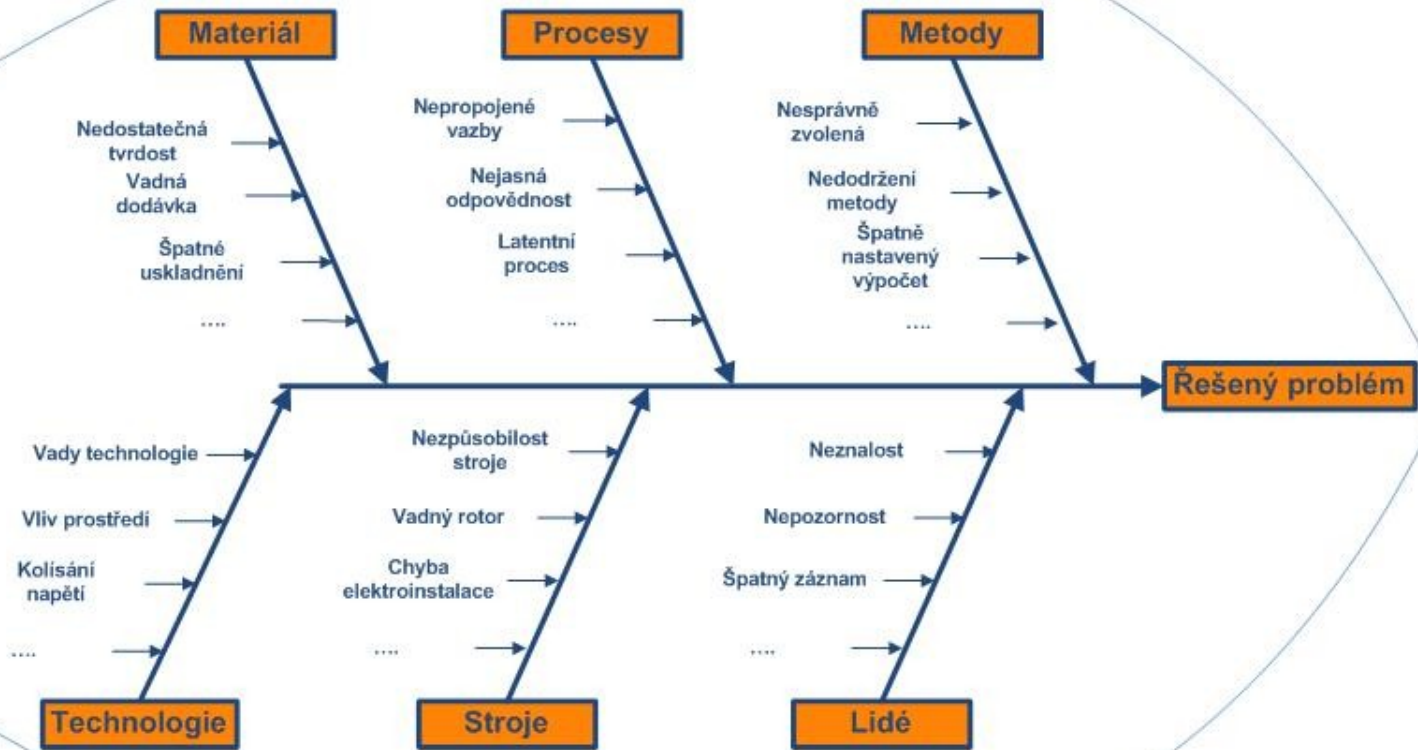 Materiál
Procesy
Metody
Nedostatečná
tvrdost
Vadná
dodávka
Špatné
uskladnění
....
Nepropojené
vazby
Nejasná
odpovědnost
Latentní
proces
....
Nesprávně
zvolená
Nedodržení
metody
Špatně
nastavený
výpočet
....
Řešený problém
Vady technologie
Vliv prostředí
Kolísání
napětí
....
Nezpůsobilost
stroje
Vadný rotor
Chyba
elektroinstalace
....
Neznalost
Nepozornost
Špatný záznam
....
Technologie
Stroje
Lidé